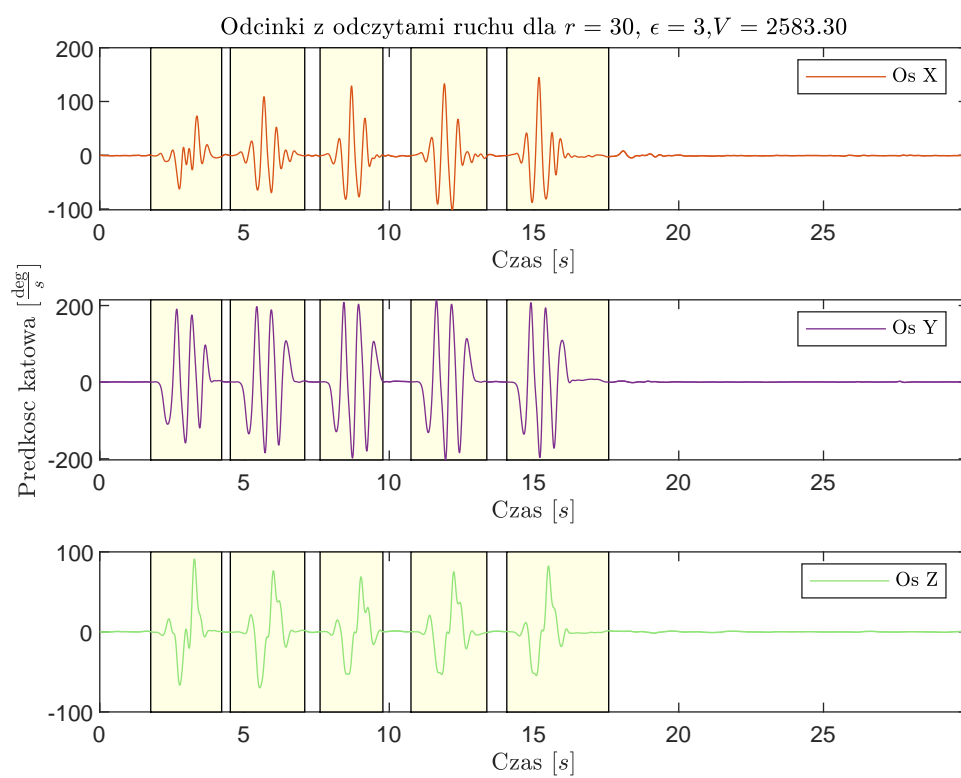 Odcinki z odczytami ruchu dla r = 30, ϵ = 3,V = 2583.30
200
100
0
-100
Os X
0 5 10 15 20 25
Czas [s]
Predkosc katowa [deg/s]
200
0
-200
Os Y
0 5 10 15 20 25
Czas [s]
100
0
-100
Os Z
0 5 10 15 20 25
Czas [s]